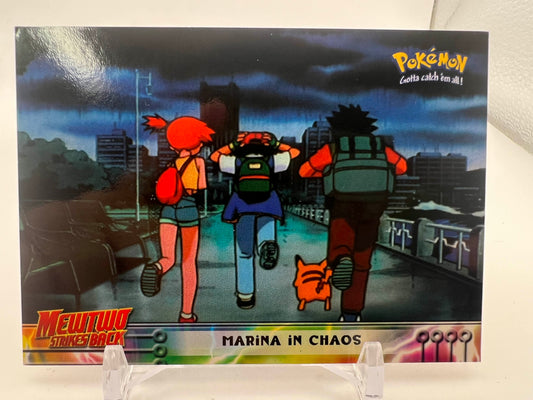 POKéMON
Gotta catch 'em all!
MEWTWO
STRIKES BACK
MARiNA iN CHAOS